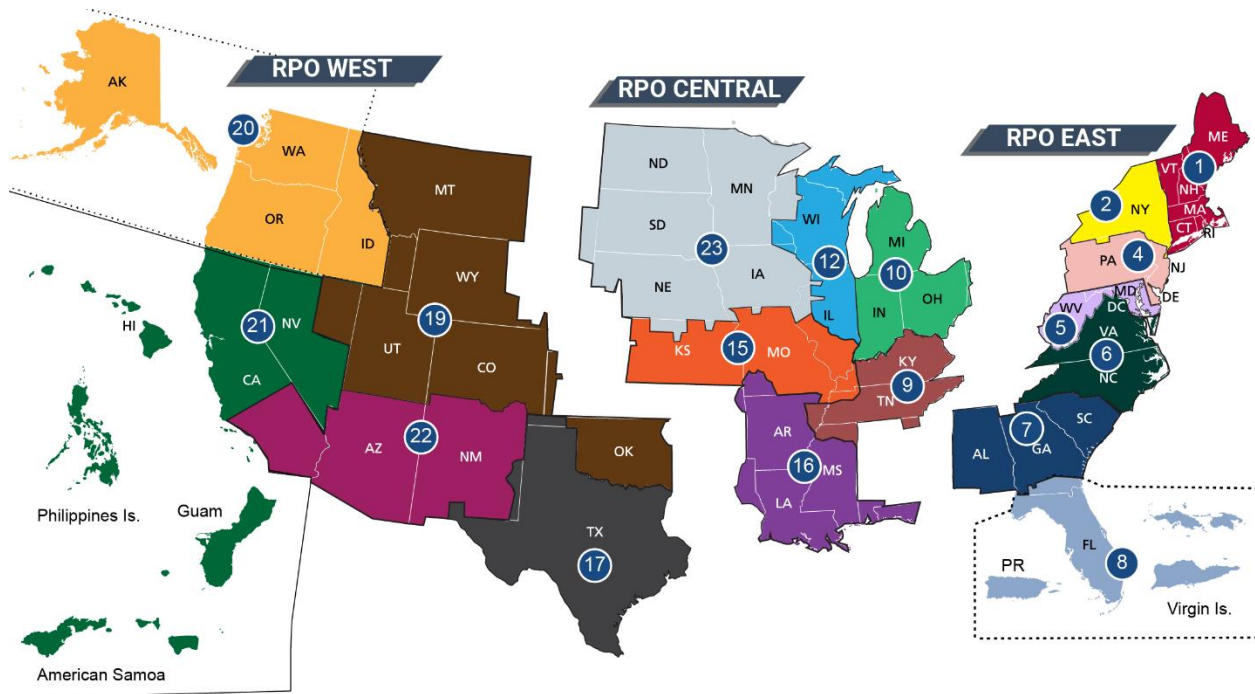 RPO WEST
AK
20
WA
OR
ID
MT
WY
19
UT
CO
OK
21
NV
CA
HI
22
AZ
NM
TX
17
Philippines Is.
Guam
American Samoa
RPO CENTRAL
ND
MN
SD
23
NE
IA
WI
12
IL
MI
10
IN
OH
KS
15
MO
KY
9
TN
AR
16
MS
LA
RPO EAST
ME
1
VT
NH
MA
CT
RI
2
NY
PA
4
NJ
DE
MD
DC
WV
5
VA
6
NC
7
SC
AL
GA
FL
8
PR
Virgin Is.